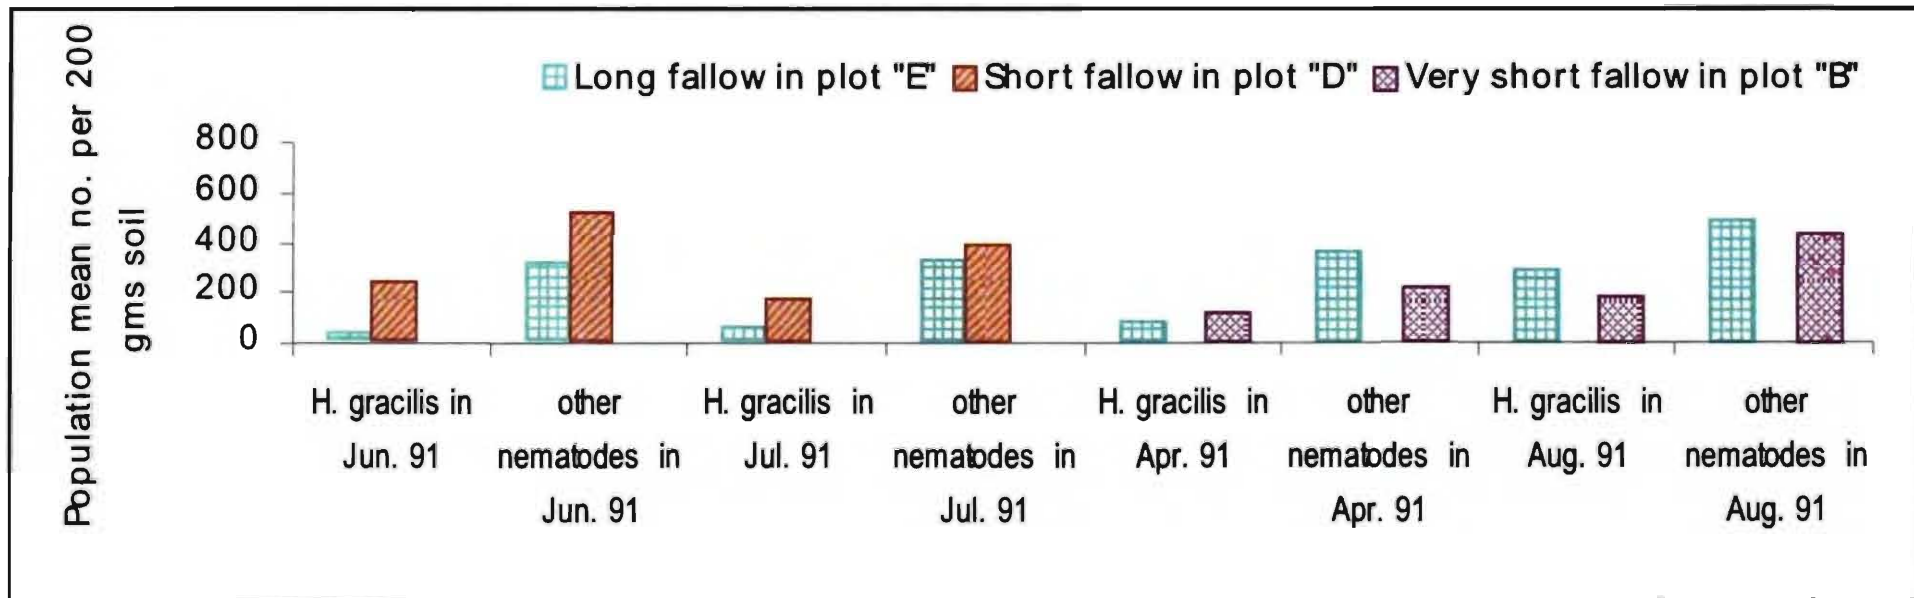 Population mean no. per 200
gms soil
Long fallow in plot "E" Short fallow in plot "D" Very short fallow in plot "B"
800
600
400
200
0
H. gracilis in
Jun. 91
other
nematodes in
Jun. 91
H. gracilis in
Jul. 91
other
nematodes in
Jul. 91
H. gracilis in
Apr. 91
other
nematodes in
Apr. 91
H. gracilis in
Aug. 91
other
nematodes in
Aug. 91